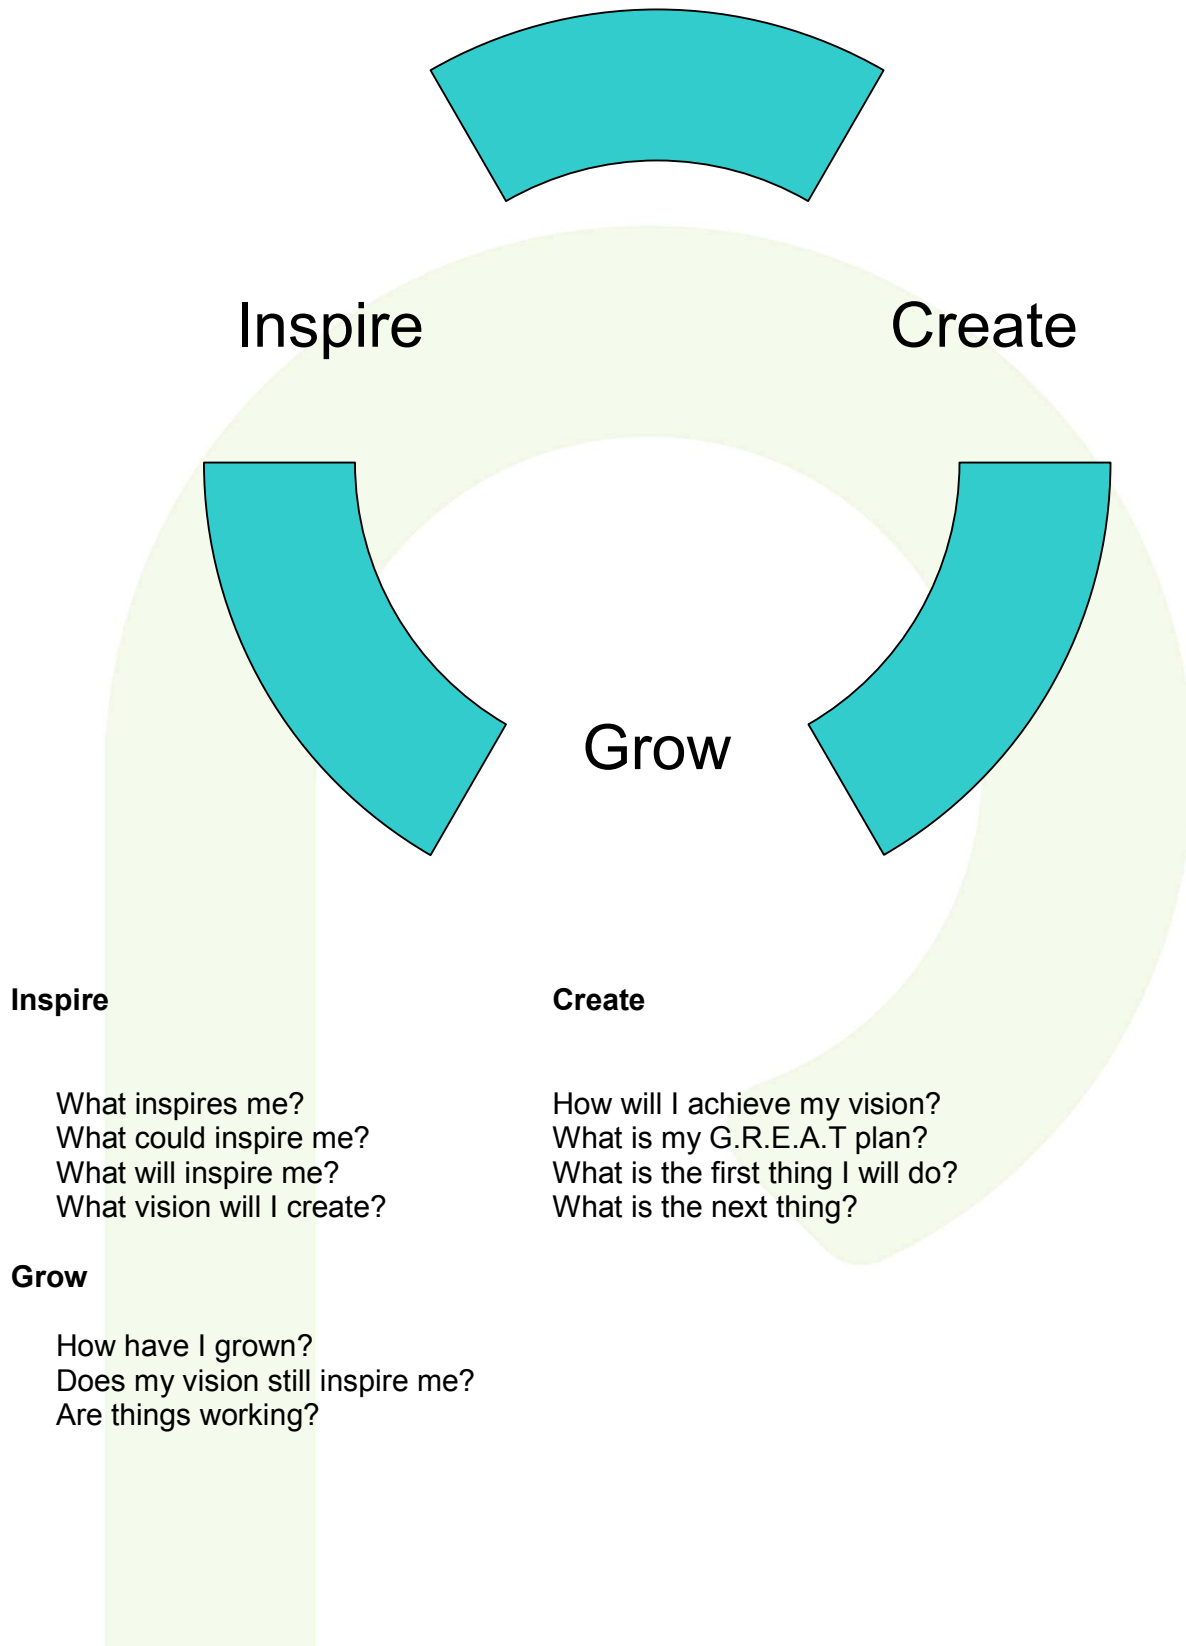 Inspire
Create
Grow
Inspire
What inspires me?
What could inspire me?
What will inspire me?
What vision will I create?
Create
How will I achieve my vision?
What is my G.R.E.A.T plan?
What is the first thing I will do?
What is the next thing?
Grow
How have I grown?
Does my vision still inspire me?
Are things working?